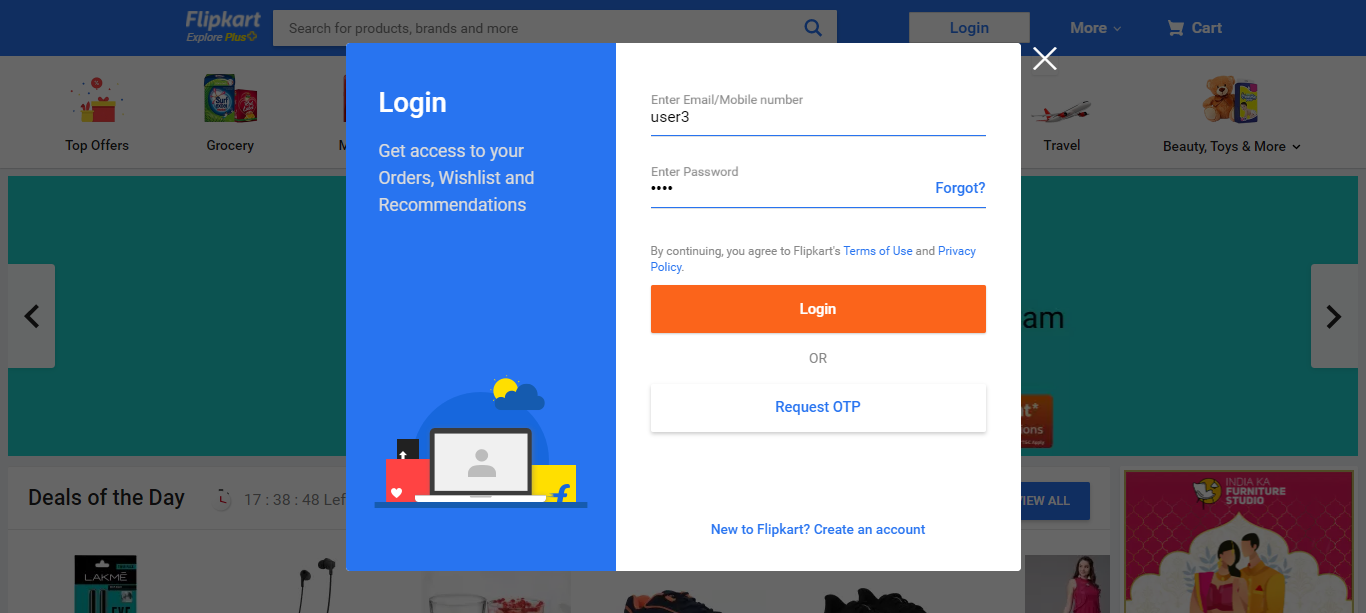 Flipkart
Explore Plus
Search for products, brands and more
Login
More
Cart
Top Offers
Grocery
M
Travel
Beauty, Toys & More
Login
Get access to your
Orders, Wishlist and
Recommendations
Enter Email/Mobile number
user3
Enter Password
••••
Forgot?
By continuing, you agree to Flipkart's Terms of Use and Privacy
Policy.
Login
OR
Request OTP
New to Flipkart? Create an account
am
Deals of the Day
17 : 38 : 48 Lef
VIEW ALL
INDIA KA
FURNITURE
STUDIO
LAKMÉ
EYE